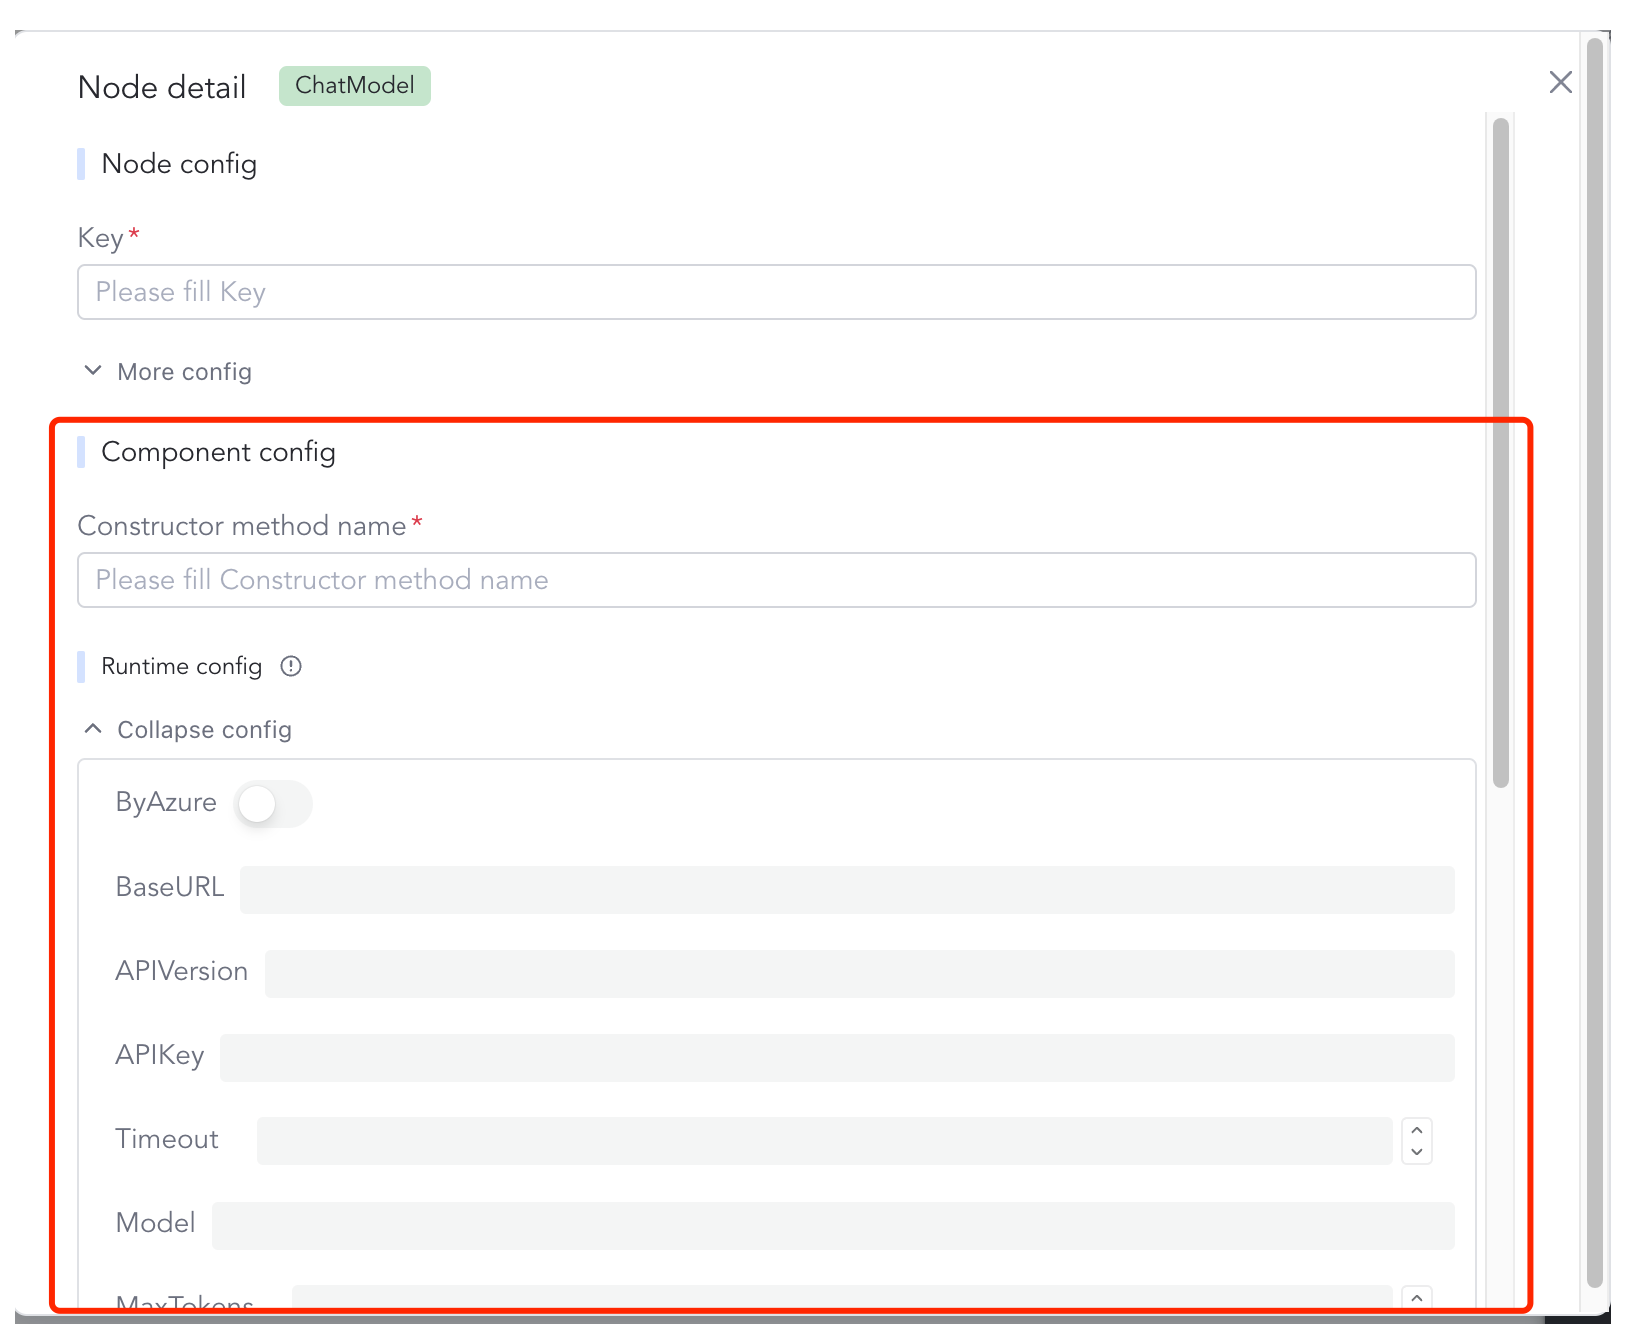 Node detail ChatModel
Node config
Key *
Please fill Key
More config
Component config
Constructor method name *
Please fill Constructor method name
Runtime config
Collapse config
ByAzure
BaseURL
APIVersion
APIKey
Timeout
Model
MaxTokens